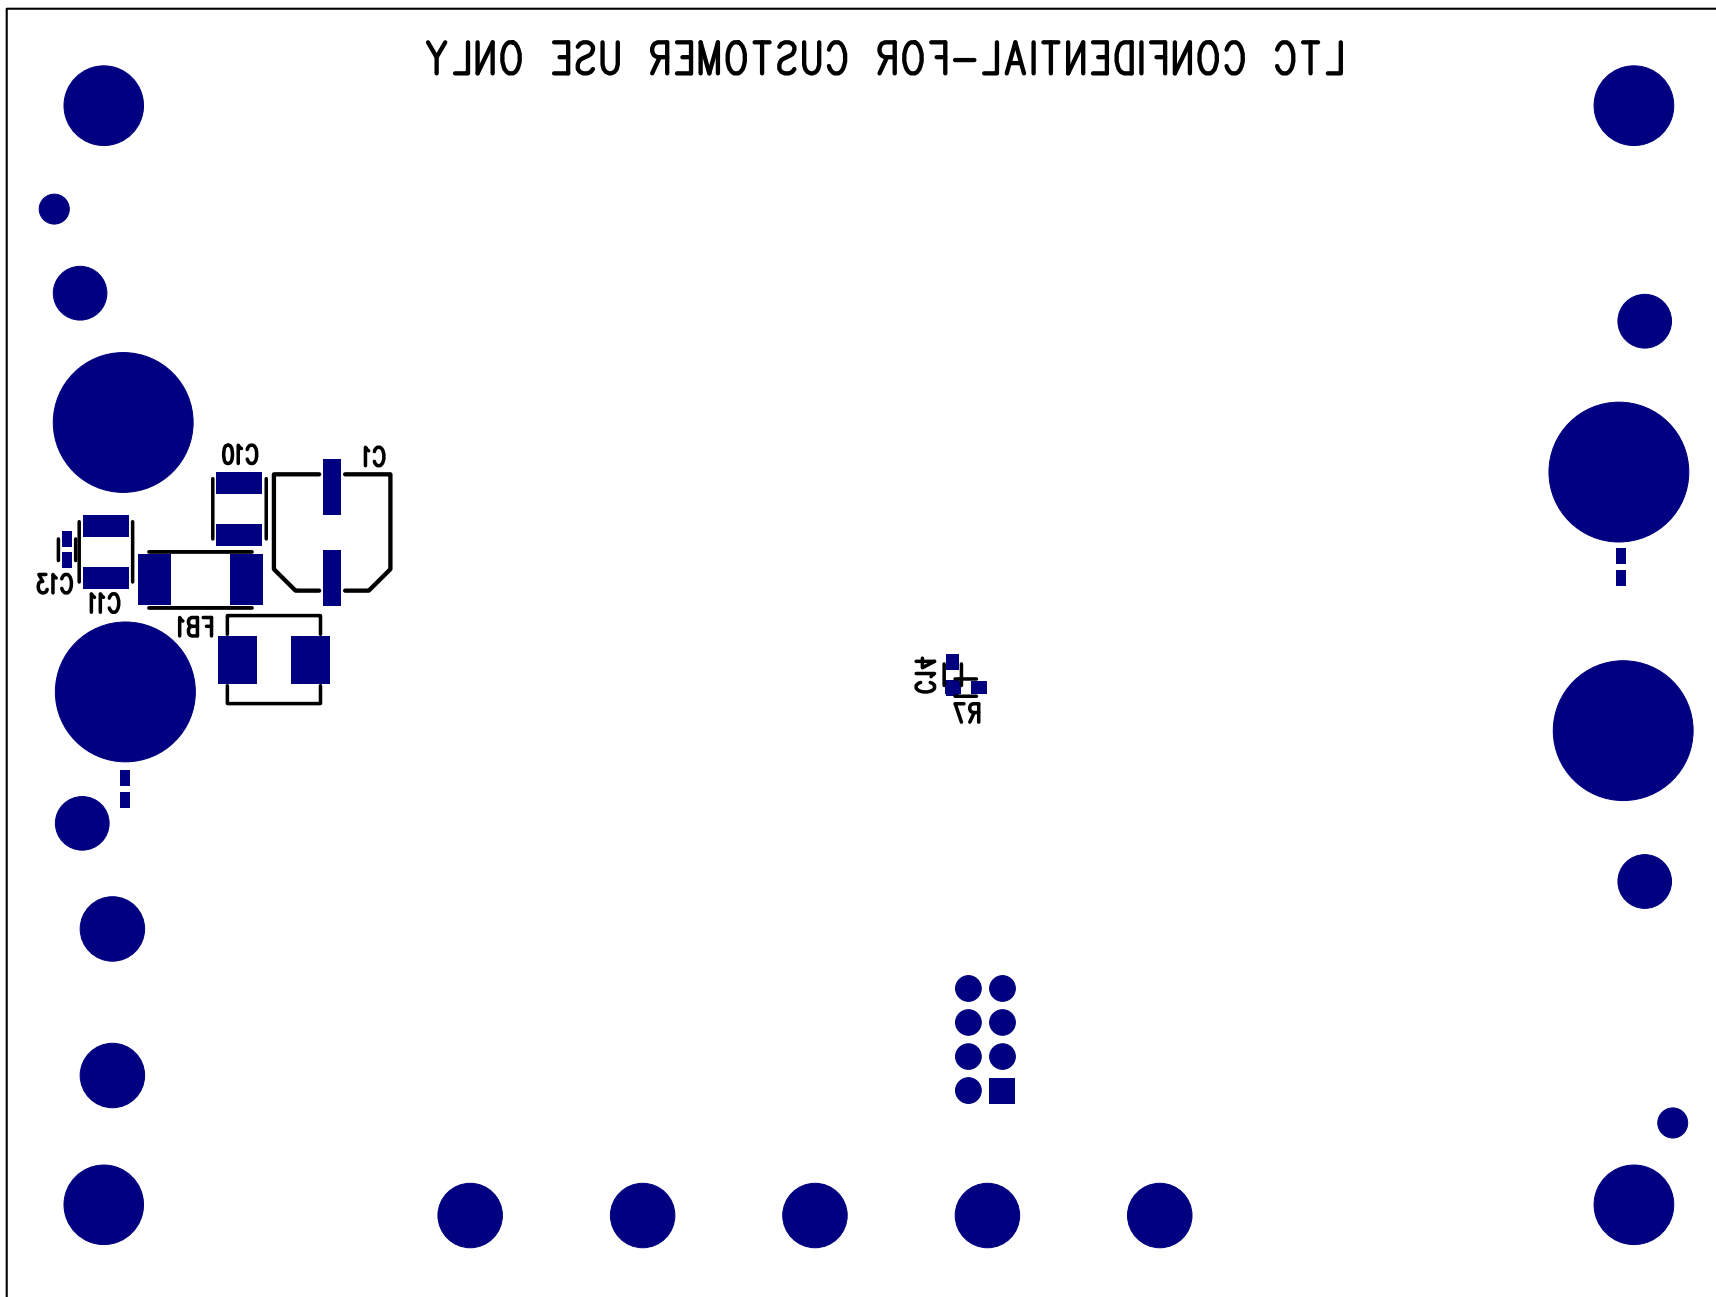 LTC CONFIDENTIAL-FOR CUSTOMER USE ONLY
C10
C1
C13
C11
FB1
C14
R7